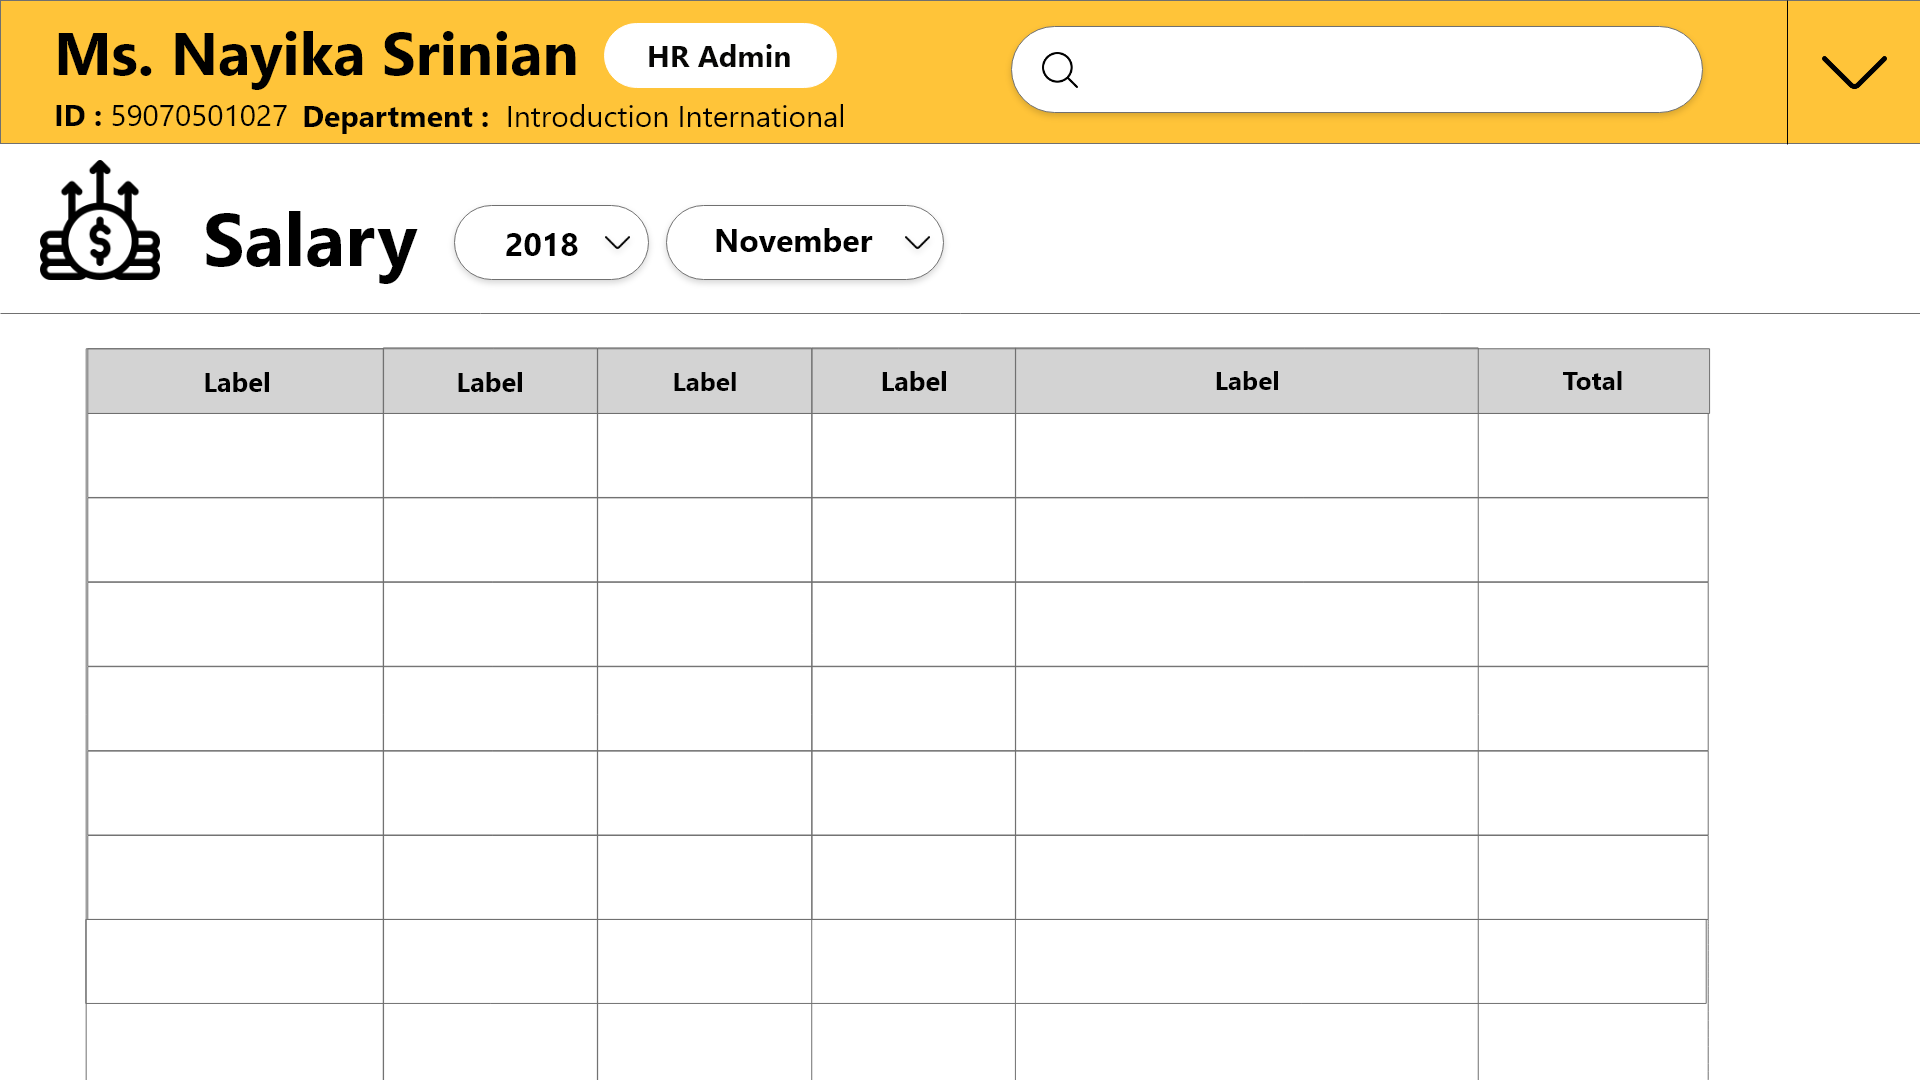 Ms. Nayika Srinian HR Admin
ID : 59070501027 Department : Introduction International
$ Salary 2018 November
Label Label Label Label Label Total